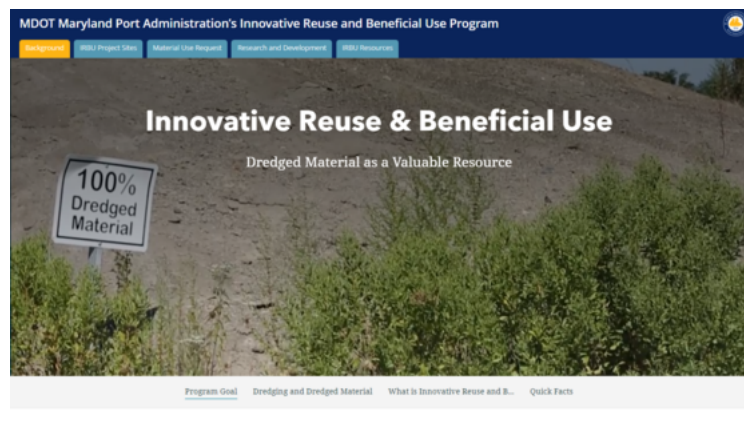 MDOT Maryland Port Administration's Innovative Reuse and Beneficial Use Program
Background
IRBU Project Sites
Material Use Request
Research and Development
IRBU Resources
Innovative Reuse & Beneficial Use
Dredged Material as a Valuable Resource
100%
Dredged
Material
Program Goal
Dredging and Dredged Material
What is Innovative Reuse and B...
Quick Facts